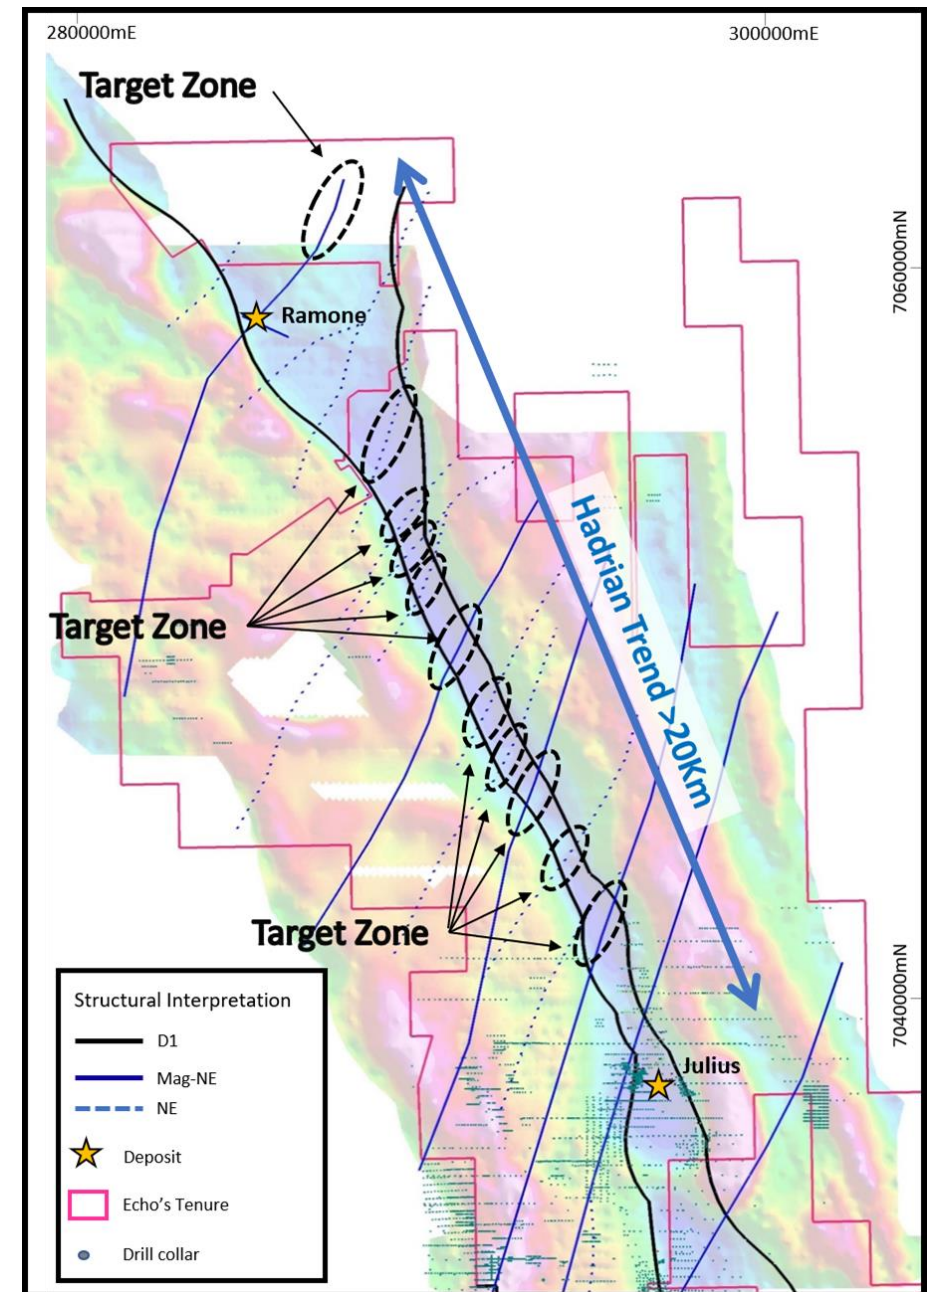 280000mE
300000mE
Target Zone
7060000mN
Ramone
Hadrian Trend >20Km
Target Zone
Target Zone
7040000mN
Julius
Structural Interpretation
D1
Mag-NE
NE
Deposit
Echo's Tenure
Drill collar